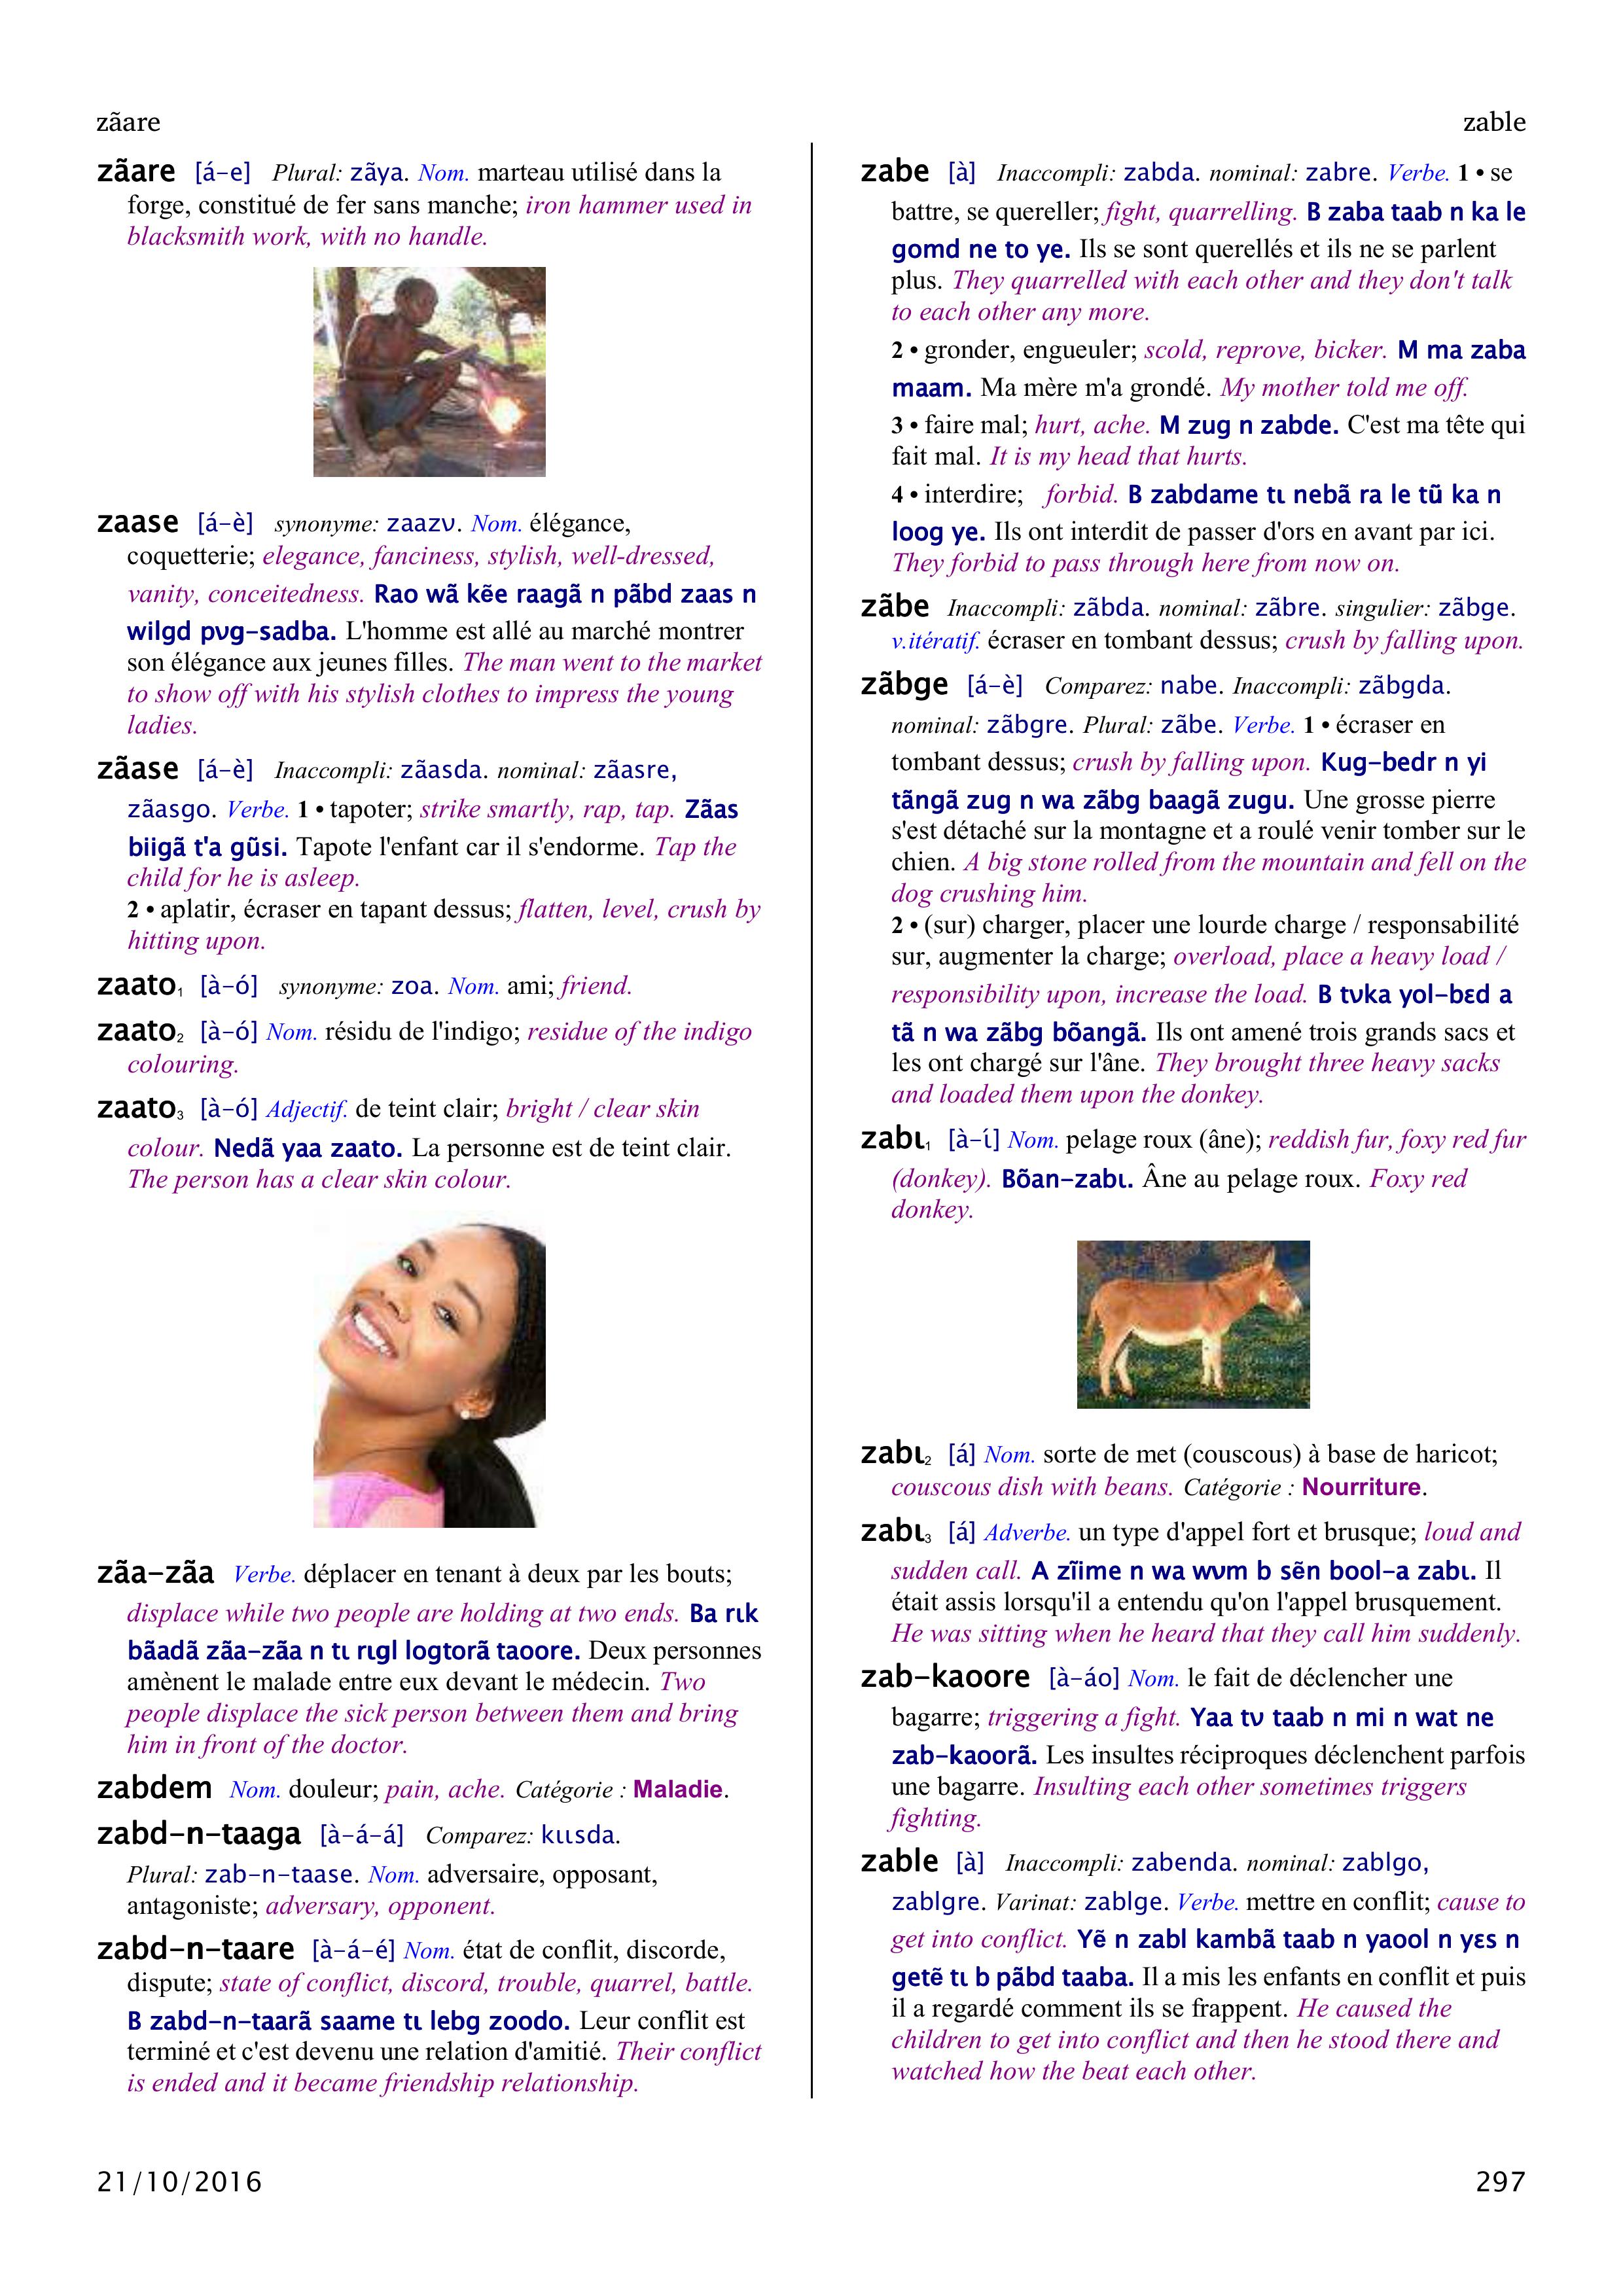 zãare
zable
zãare [á-e] Plural: zãya. Nom. marteau utilisé dans la
forge, constitué de fer sans manche; iron hammer used in
blacksmith work, with no handle.
zaase [á-è] synonyme: zaazʋ. Nom. élégance,
coquetterie; elegance, fanciness, stylish, well-dressed,
vanity, conceitedness. Rao wã kẽe raagã n pãbd zaas n
wilgd pʋg-sadba. L'homme est allé au marché montrer
son élégance aux jeunes filles. The man went to the market
to show off with his stylish clothes to impress the young
ladies.
zãase [á-è] Inaccompli: zãasda. nominal: zãasre,
zãasgo. Verbe. 1 • tapoter; strike smartly, rap, tap. Zãas
biigã t'a gũsi. Tapote l'enfant car il s'endorme. Tap the
child for he is asleep.
2 • aplatir, écraser en tapant dessus; flatten, level, crush by
hitting upon.
zaato₁ [à-ó] synonyme: zoa. Nom. ami; friend.
zaato₂ [à-ó] Nom. résidu de l'indigo; residue of the indigo
colouring.
zaato₃ [à-ó] Adjectif. de teint clair; bright / clear skin
colour. Nedã yaa zaato. La personne est de teint clair.
The person has a clear skin colour.
zãa-zãa Verbe. déplacer en tenant à deux par les bouts;
displace while two people are holding at two ends. Ba rɩk
bãadã zãa-zãa n tɩ rɩgl logtorã taoore. Deux personnes
amènent le malade entre eux devant le médecin. Two
people displace the sick person between them and bring
him in front of the doctor.
zabdem Nom. douleur; pain, ache. Catégorie : Maladie.
zabd-n-taaga [à-á-á] Comparez: kɩɩsda.
Plural: zab-n-taase. Nom. adversaire, opposant,
antagoniste; adversary, opponent.
zabd-n-taare [à-á-é] Nom. état de conflit, discorde,
dispute; state of conflict, discord, trouble, quarrel, battle.
B zabd-n-taarã saame tɩ lebg zoodo. Leur conflit est
terminé et c'est devenu une relation d'amitié. Their conflict
is ended and it became friendship relationship.
zabe [à] Inaccompli: zabda. nominal: zabre. Verbe. 1 • se
battre, se quereller; fight, quarrelling. B zaba taab n ka le
gomd ne to ye. Ils se sont querellés et ils ne se parlent
plus. They quarrelled with each other and they don't talk
to each other any more.
2 • gronder, engueuler; scold, reprove, bicker. M ma zaba
maam. Ma mère m'a grondé. My mother told me off.
3 • faire mal; hurt, ache. M zug n zabde. C'est ma tête qui
fait mal. It is my head that hurts.
4 • interdire; forbid. B zabdame tɩ nebã ra le tũ ka n
loog ye. Ils ont interdit de passer d'ors en avant par ici.
They forbid to pass through here from now on.
zãbe Inaccompli: zãbda. nominal: zãbre. singulier: zãbge.
v.itératif. écraser en tombant dessus; crush by falling upon.
zãbge [á-è] Comparez: nabe. Inaccompli: zãbgda.
nominal: zãbgre. Plural: zãbe. Verbe. 1 • écraser en
tombant dessus; crush by falling upon. Kug-bedr n yi
tãngã zug n wa zãbg baagã zugu. Une grosse pierre
s'est détaché sur la montagne et a roulé venir tomber sur le
chien. A big stone rolled from the mountain and fell on the
dog crushing him.
2 • (sur) charger, placer une lourde charge / responsabilité
sur, augmenter la charge; overload, place a heavy load /
responsibility upon, increase the load. B tʋka yol-bɛd a
tã n wa zãbg bõangã. Ils ont amené trois grands sacs et
les ont chargé sur l'âne. They brought three heavy sacks
and loaded them upon the donkey.
zabɩ₁ [à-ɩ́] Nom. pelage roux (âne); reddish fur, foxy red fur
(donkey). Bõan-zabɩ. Âne au pelage roux. Foxy red
donkey.
zabɩ₂ [á] Nom. sorte de met (couscous) à base de haricot;
couscous dish with beans. Catégorie : Nourriture.
zabɩ₃ [á] Adverbe. un type d'appel fort et brusque; loud and
sudden call. A zĩime n wa wʋm b sẽn bool-a zabɩ. Il
était assis lorsqu'il a entendu qu'on l'appel brusquement.
He was sitting when he heard that they call him suddenly.
zab-kaoore [à-áo] Nom. le fait de déclencher une
bagarre; triggering a fight. Yaa tʋ taab n mi n wat ne
zab-kaoorã. Les insultes réciproques déclenchent parfois
une bagarre. Insulting each other sometimes triggers
fighting.
zable [à] Inaccompli: zabenda. nominal: zablgo,
zablgre. Varinat: zablge. Verbe. mettre en conflit; cause to
get into conflict. Yẽ n zabl kambã taab n yaool n yɛs n
getẽ tɩ b pãbd taaba. Il a mis les enfants en conflit et puis
il a regardé comment ils se frappent. He caused the
children to get into conflict and then he stood there and
watched how the beat each other.
21/10/2016
297